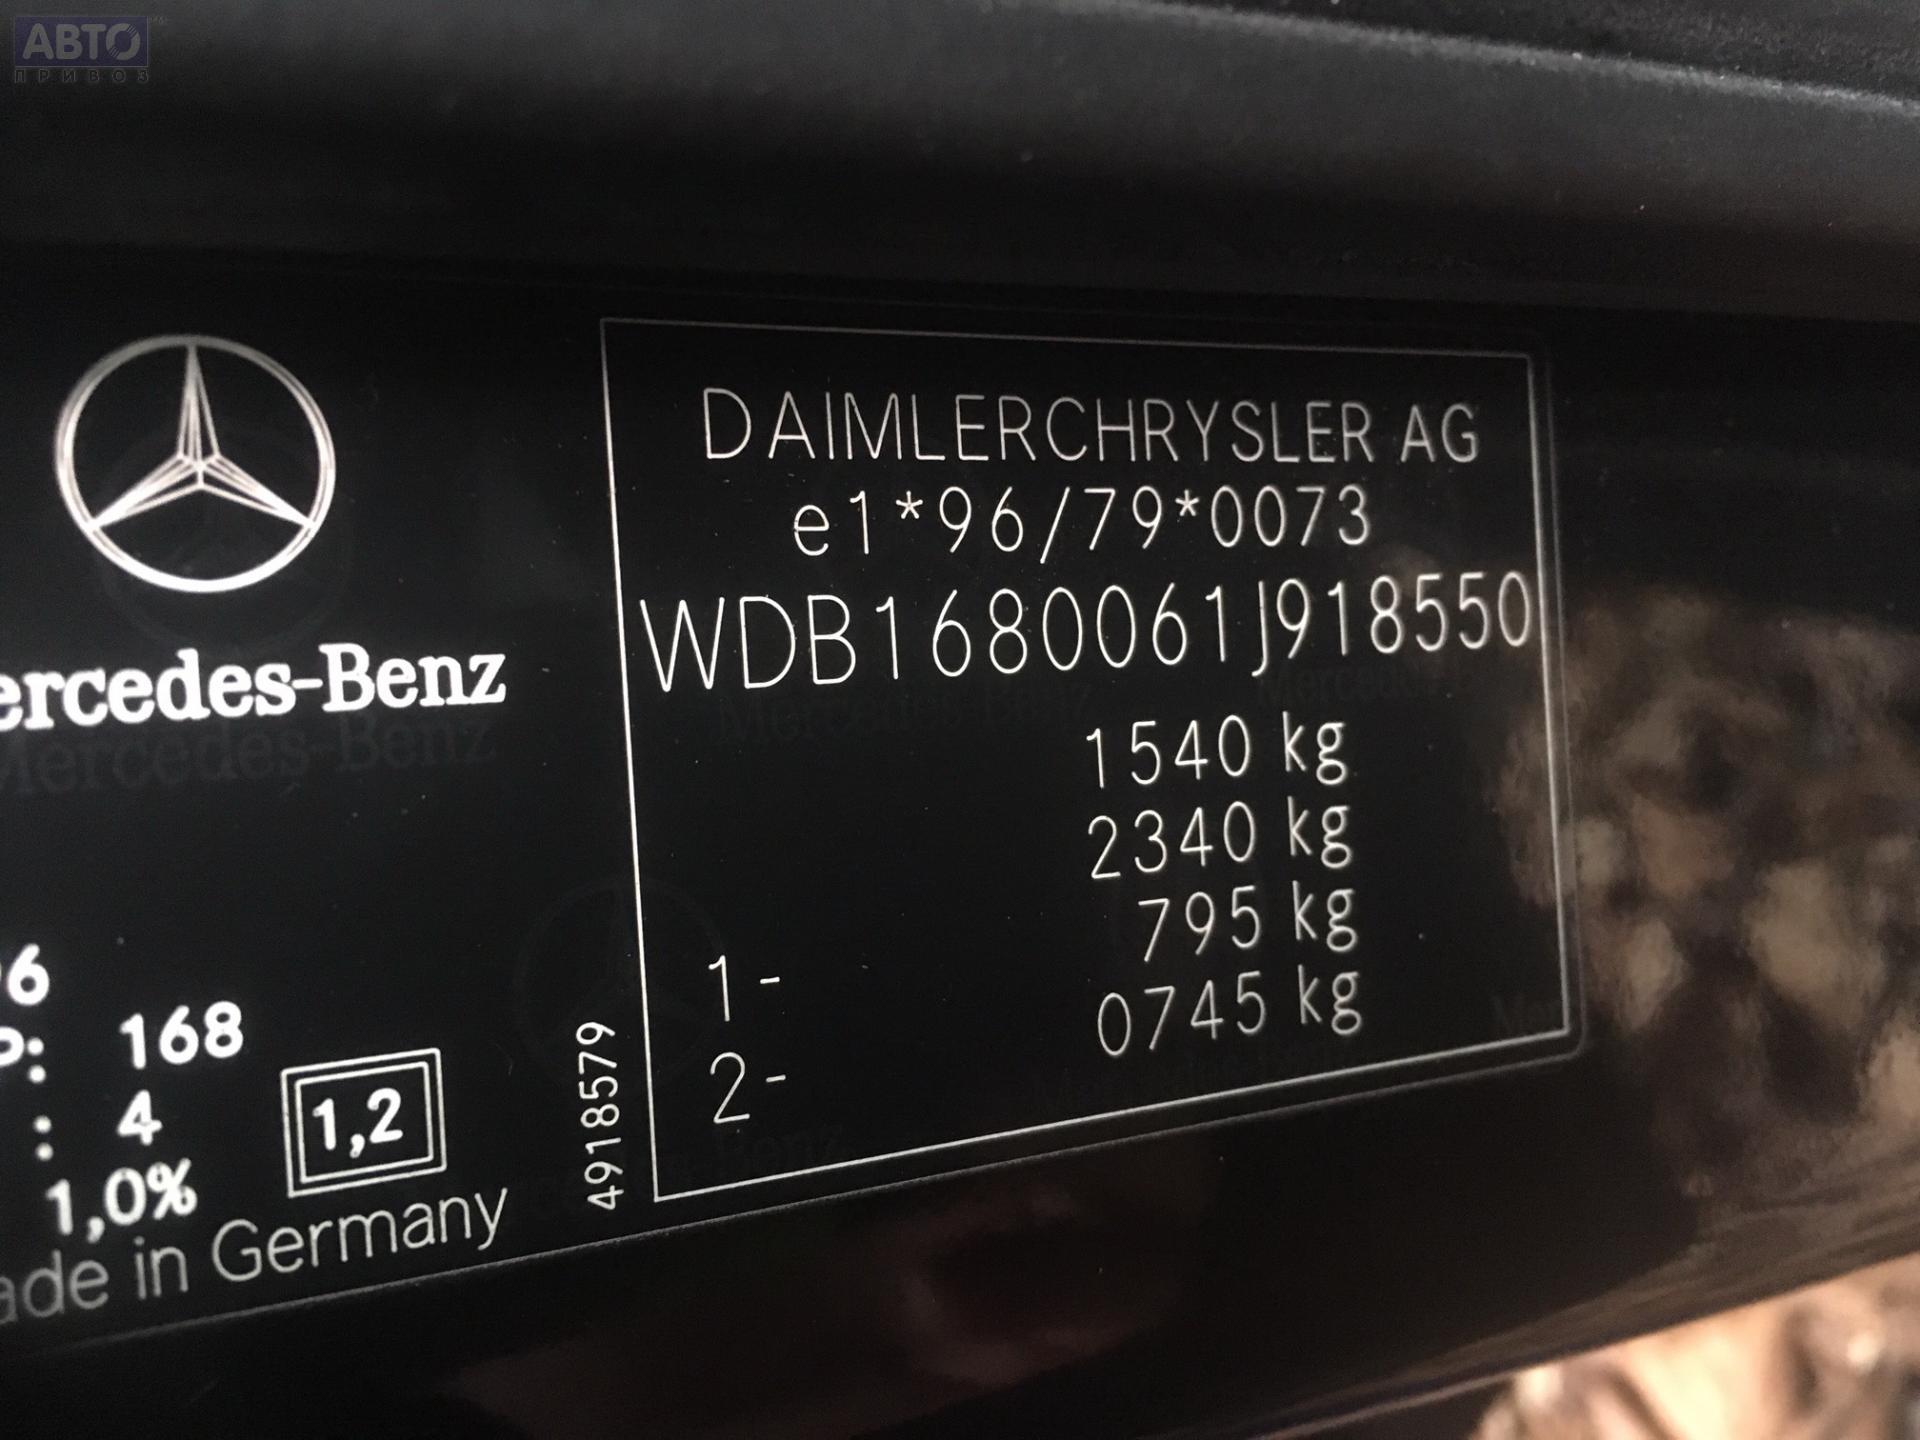 АВТО
ПРИВОЗ
DAIMLERCHRYSLER AG
e1*96/79*0073
WDB1680061J918550
1540 kg
2340 kg
1- 795 kg
2- 0745 kg
ercedes-Benz
6
P: 168
: 4
1,0%
1,2
ade in Germany
4918579